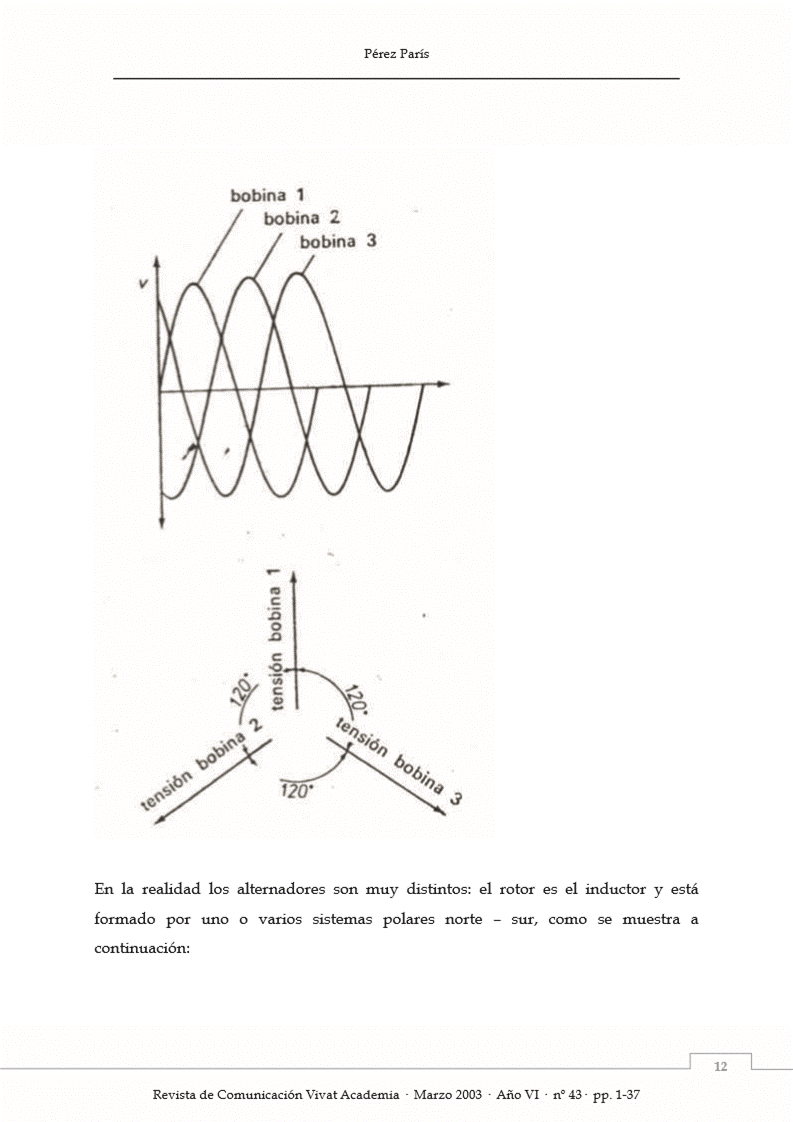 Pérez París
bobina 1
bobina 2
bobina 3
v
tensión bobina 1
120°
120°
tensión bobina 2
tensión bobina 3
120°
En la realidad los alternadores son muy distintos: el rotor es el inductor y está
formado por uno o varios sistemas polares norte – sur, como se muestra a
continuación:
12
Revista de Comunicación Vivat Academia · Marzo 2003 · Año VI · nº 43 · pp. 1-37